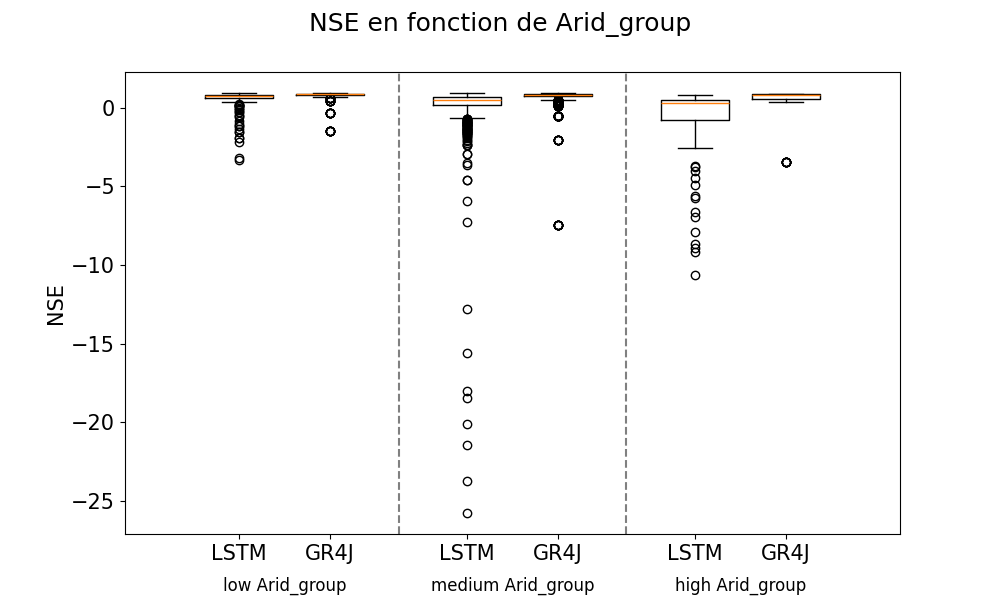 NSE en fonction de Arid_group
NSE
0
−5
−10
−15
−20
−25
LSTM GR4J LSTM GR4J LSTM GR4J
low Arid_group medium Arid_group high Arid_group